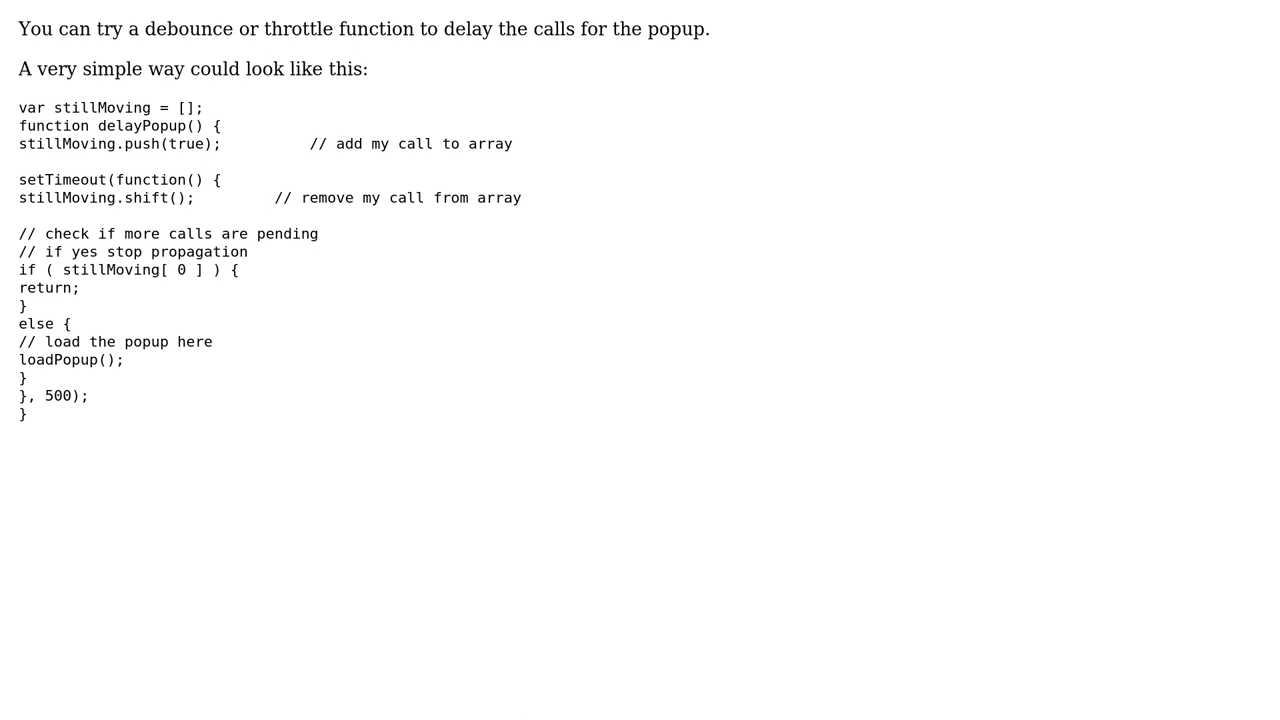 You can try a debounce or throttle function to delay the calls for the popup.
A very simple way could look like this:
var stillMoving = [];
function delayPopup() {
stillMoving.push(true);          // add my call to array
setTimeout(function() {
stillMoving.shift();         // remove my call from array
// check if more calls are pending
// if yes stop propagation
if ( stillMoving[ 0 ] ) {
return;
}
else {
// load the popup here
loadPopup();
}
}, 500);
}